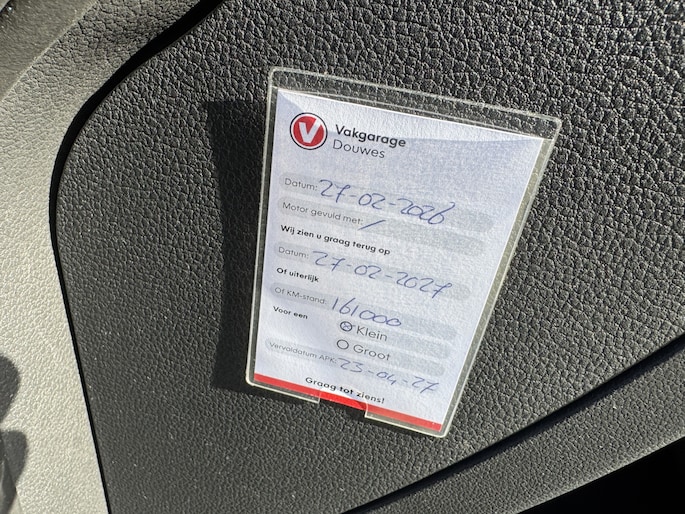 V Vakgarage
Douwes
Datum: 27-02-2026
Motor gevuld met: /
Wij zien u graag terug op
Datum: 27-02-2027
Of uiterlijk
Of KM-stand: 161000
Voor een
Klein
Groot
Vervaldatum APK: 23-04-27
Graag tot ziens!